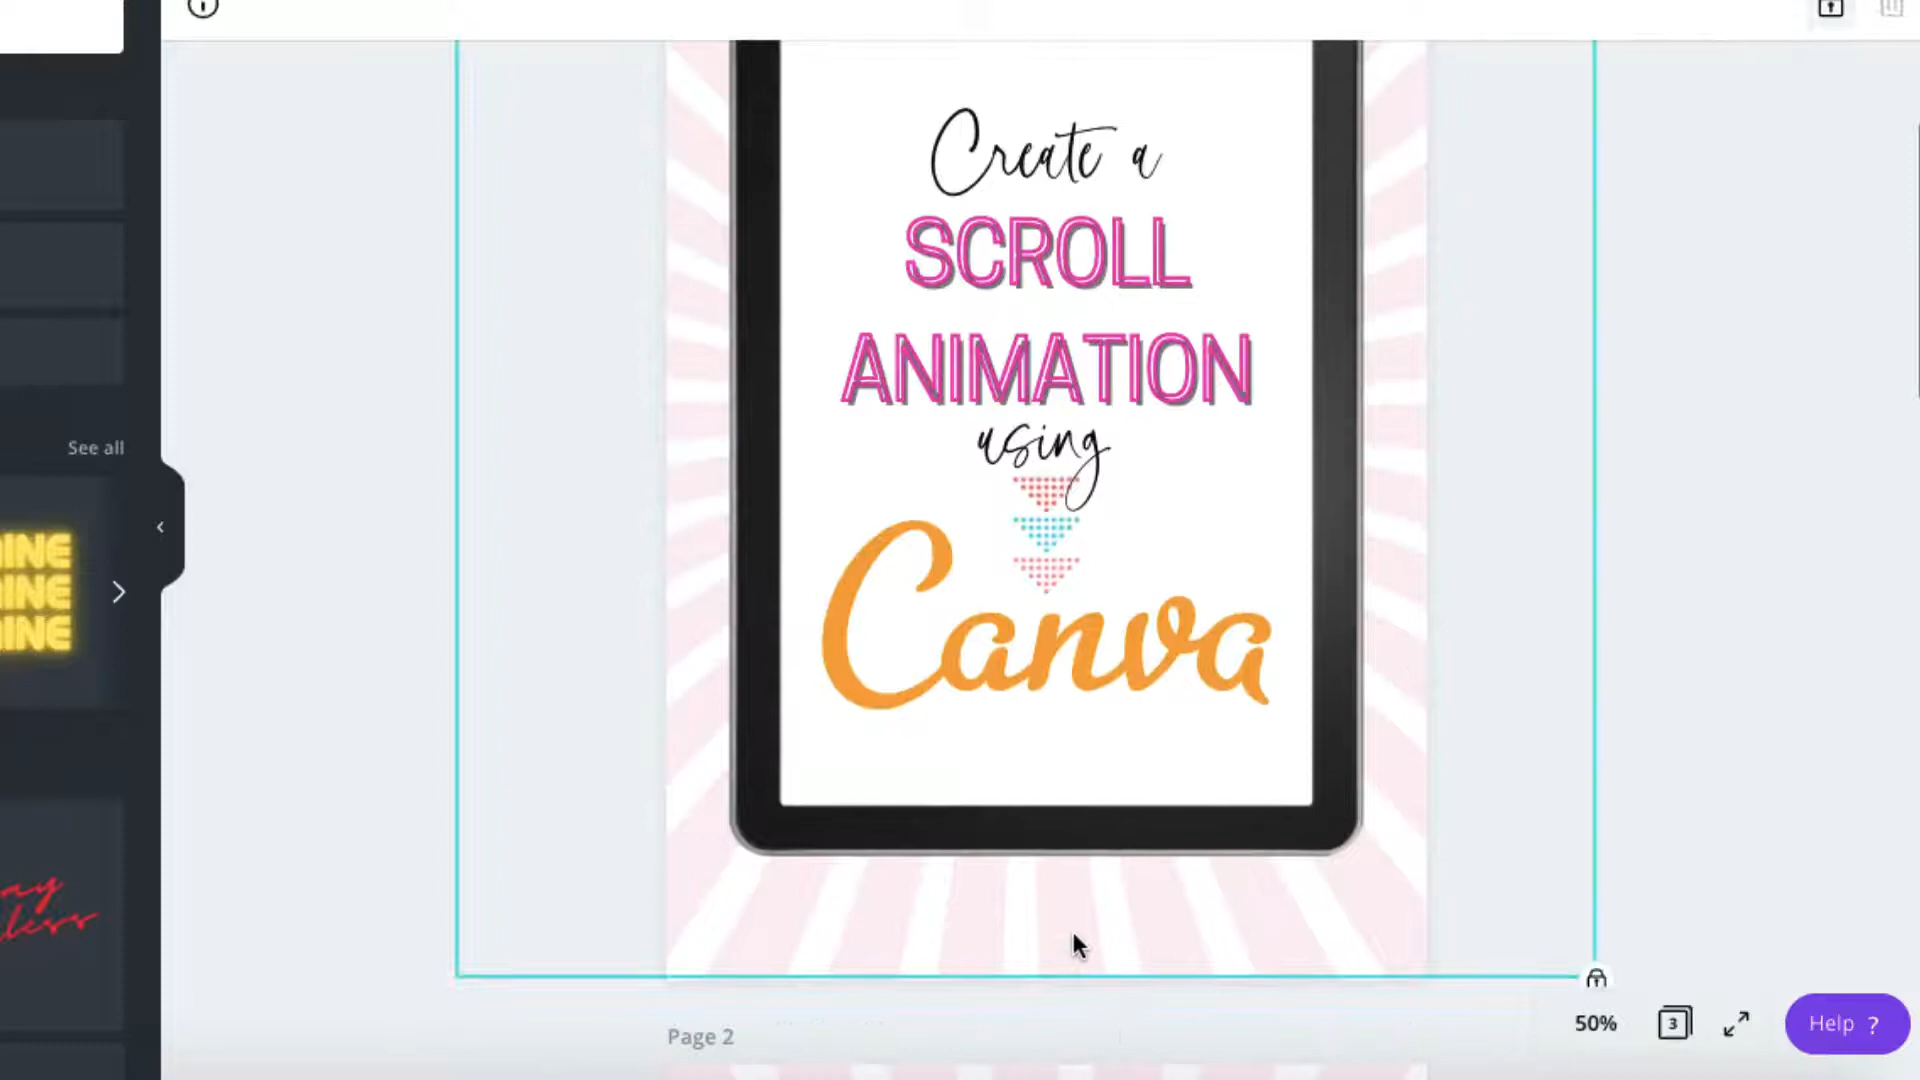 Create a
SCROLL
ANIMATION
using
Canva
See all
Page 2
50%
3
Help ?